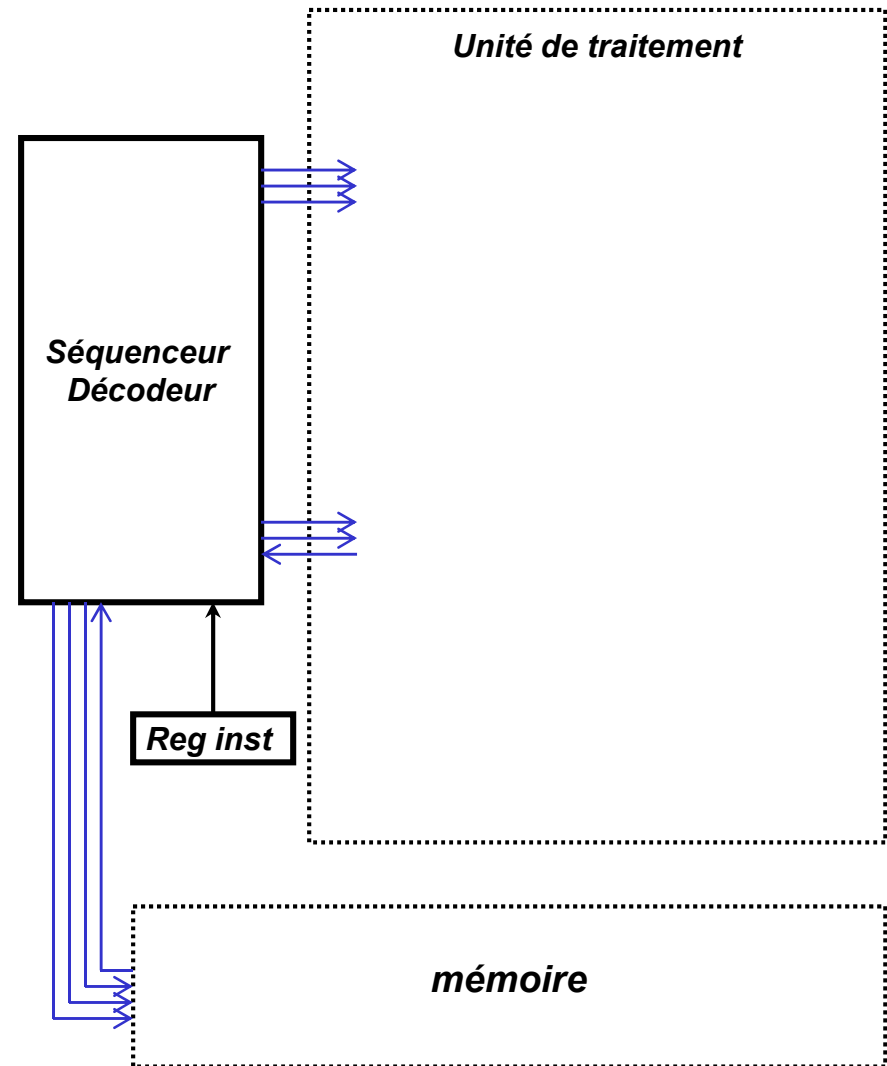 Unité de traitement
Séquenceur
Décodeur
Reg inst
mémoire